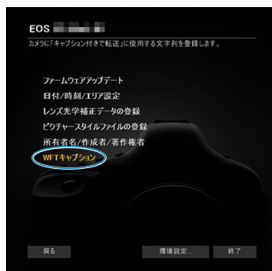 EOS
カメラに「キャプション付きで転送」に使用する文字列を登録します。
ファームウェアアップデート
日付/時刻/エリア設定
レンズ光学補正データの登録
ピクチャースタイルファイルの登録
所有者名/作成者/著作権者
WFTキャプション
戻る
環境設定...
終了